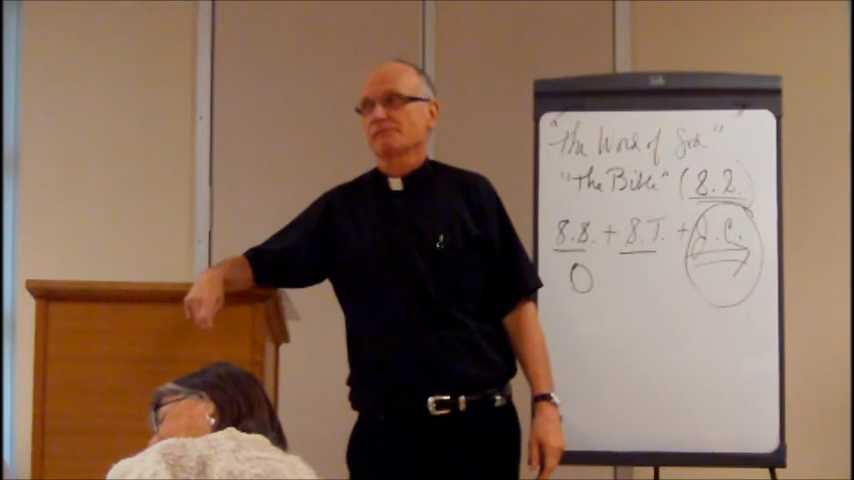 "The Word of God"
"The Bible" (S.S.)
S.S. + S.T. + J.C.
O